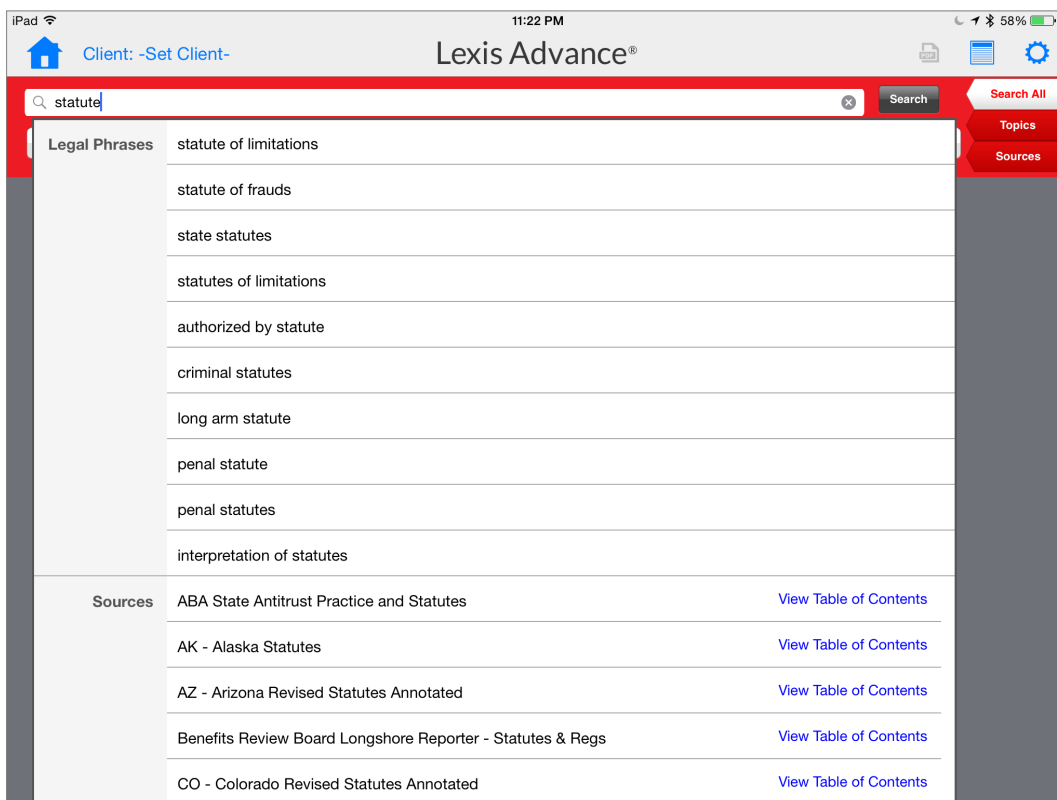 iPad 11:22 PM 58%
Client: -Set Client- Lexis Advance® PDF
statute Search Search All
Topics
Sources
Legal Phrases statute of limitations
statute of frauds
state statutes
statutes of limitations
authorized by statute
criminal statutes
long arm statute
penal statute
penal statutes
interpretation of statutes
Sources ABA State Antitrust Practice and Statutes View Table of Contents
AK - Alaska Statutes View Table of Contents
AZ - Arizona Revised Statutes Annotated View Table of Contents
Benefits Review Board Longshore Reporter - Statutes & Regs View Table of Contents
CO - Colorado Revised Statutes Annotated View Table of Contents